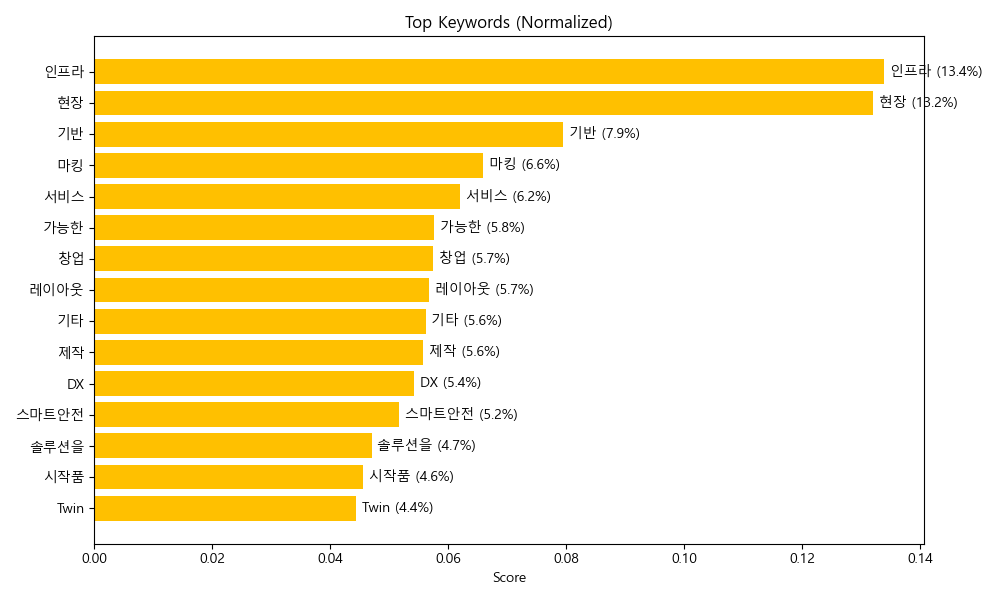 Top Keywords (Normalized)
인프라 인프라 (13.4%)
현장 현장 (13.2%)
기반 기반 (7.9%)
마킹 마킹 (6.6%)
서비스 서비스 (6.2%)
가능한 가능한 (5.8%)
창업 창업 (5.7%)
레이아웃 레이아웃 (5.7%)
기타 기타 (5.6%)
제작 제작 (5.6%)
DX DX (5.4%)
스마트안전 스마트안전 (5.2%)
솔루션을 솔루션을 (4.7%)
시작품 시작품 (4.6%)
Twin Twin (4.4%)
0.00 0.02 0.04 0.06 0.08 0.10 0.12 0.14
Score